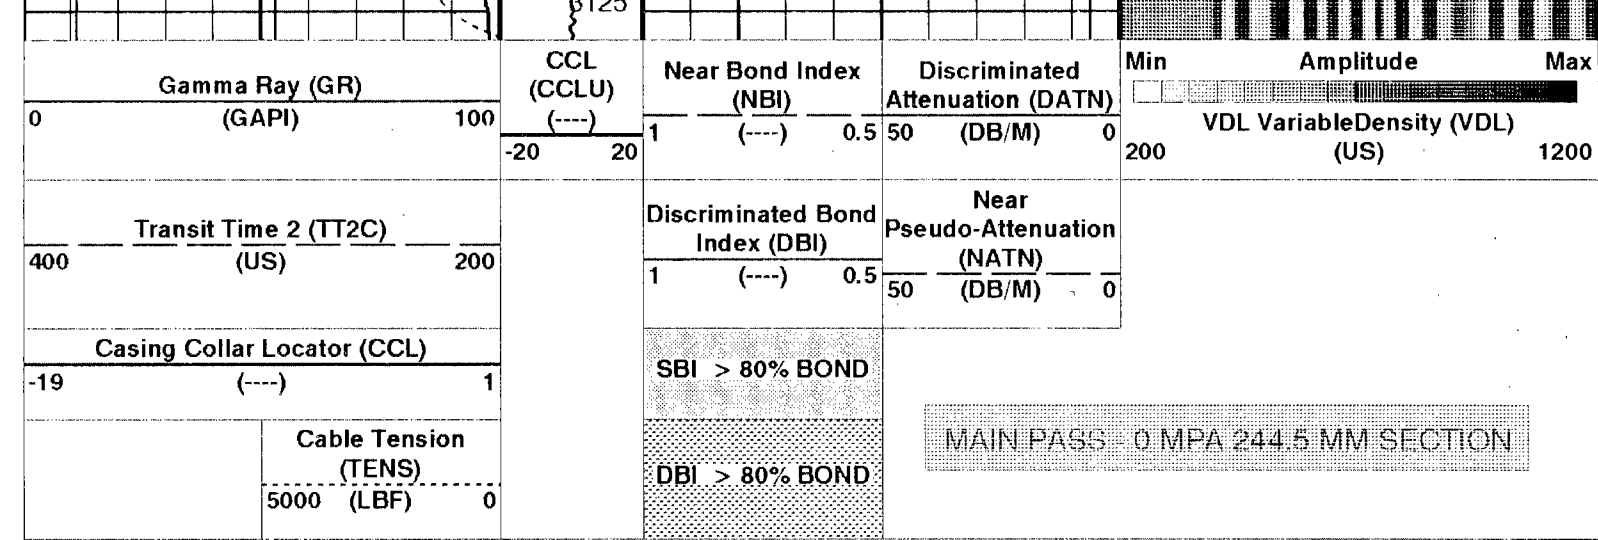 3125
Gamma Ray (GR)
0 (GAPI) 100
CCL
(CCLU)
(----)
-20 20
Near Bond Index
(NBI)
1 (----) 0.5
Discriminated
Attenuation (DATN)
50 (DB/M) 0
Min Amplitude Max
VDL VariableDensity (VDL)
200 (US) 1200
Transit Time 2 (TT2C)
400 (US) 200
Discriminated Bond
Index (DBI)
1 (----) 0.5
Near
Pseudo-Attenuation
(NATN)
50 (DB/M) 0
Casing Collar Locator (CCL)
-19 (----) 1
SBI > 80% BOND
Cable Tension
(TENS)
5000 (LBF) 0
DBI > 80% BOND
MAIN PASS - 0 MPA 244.5 MM SECTION